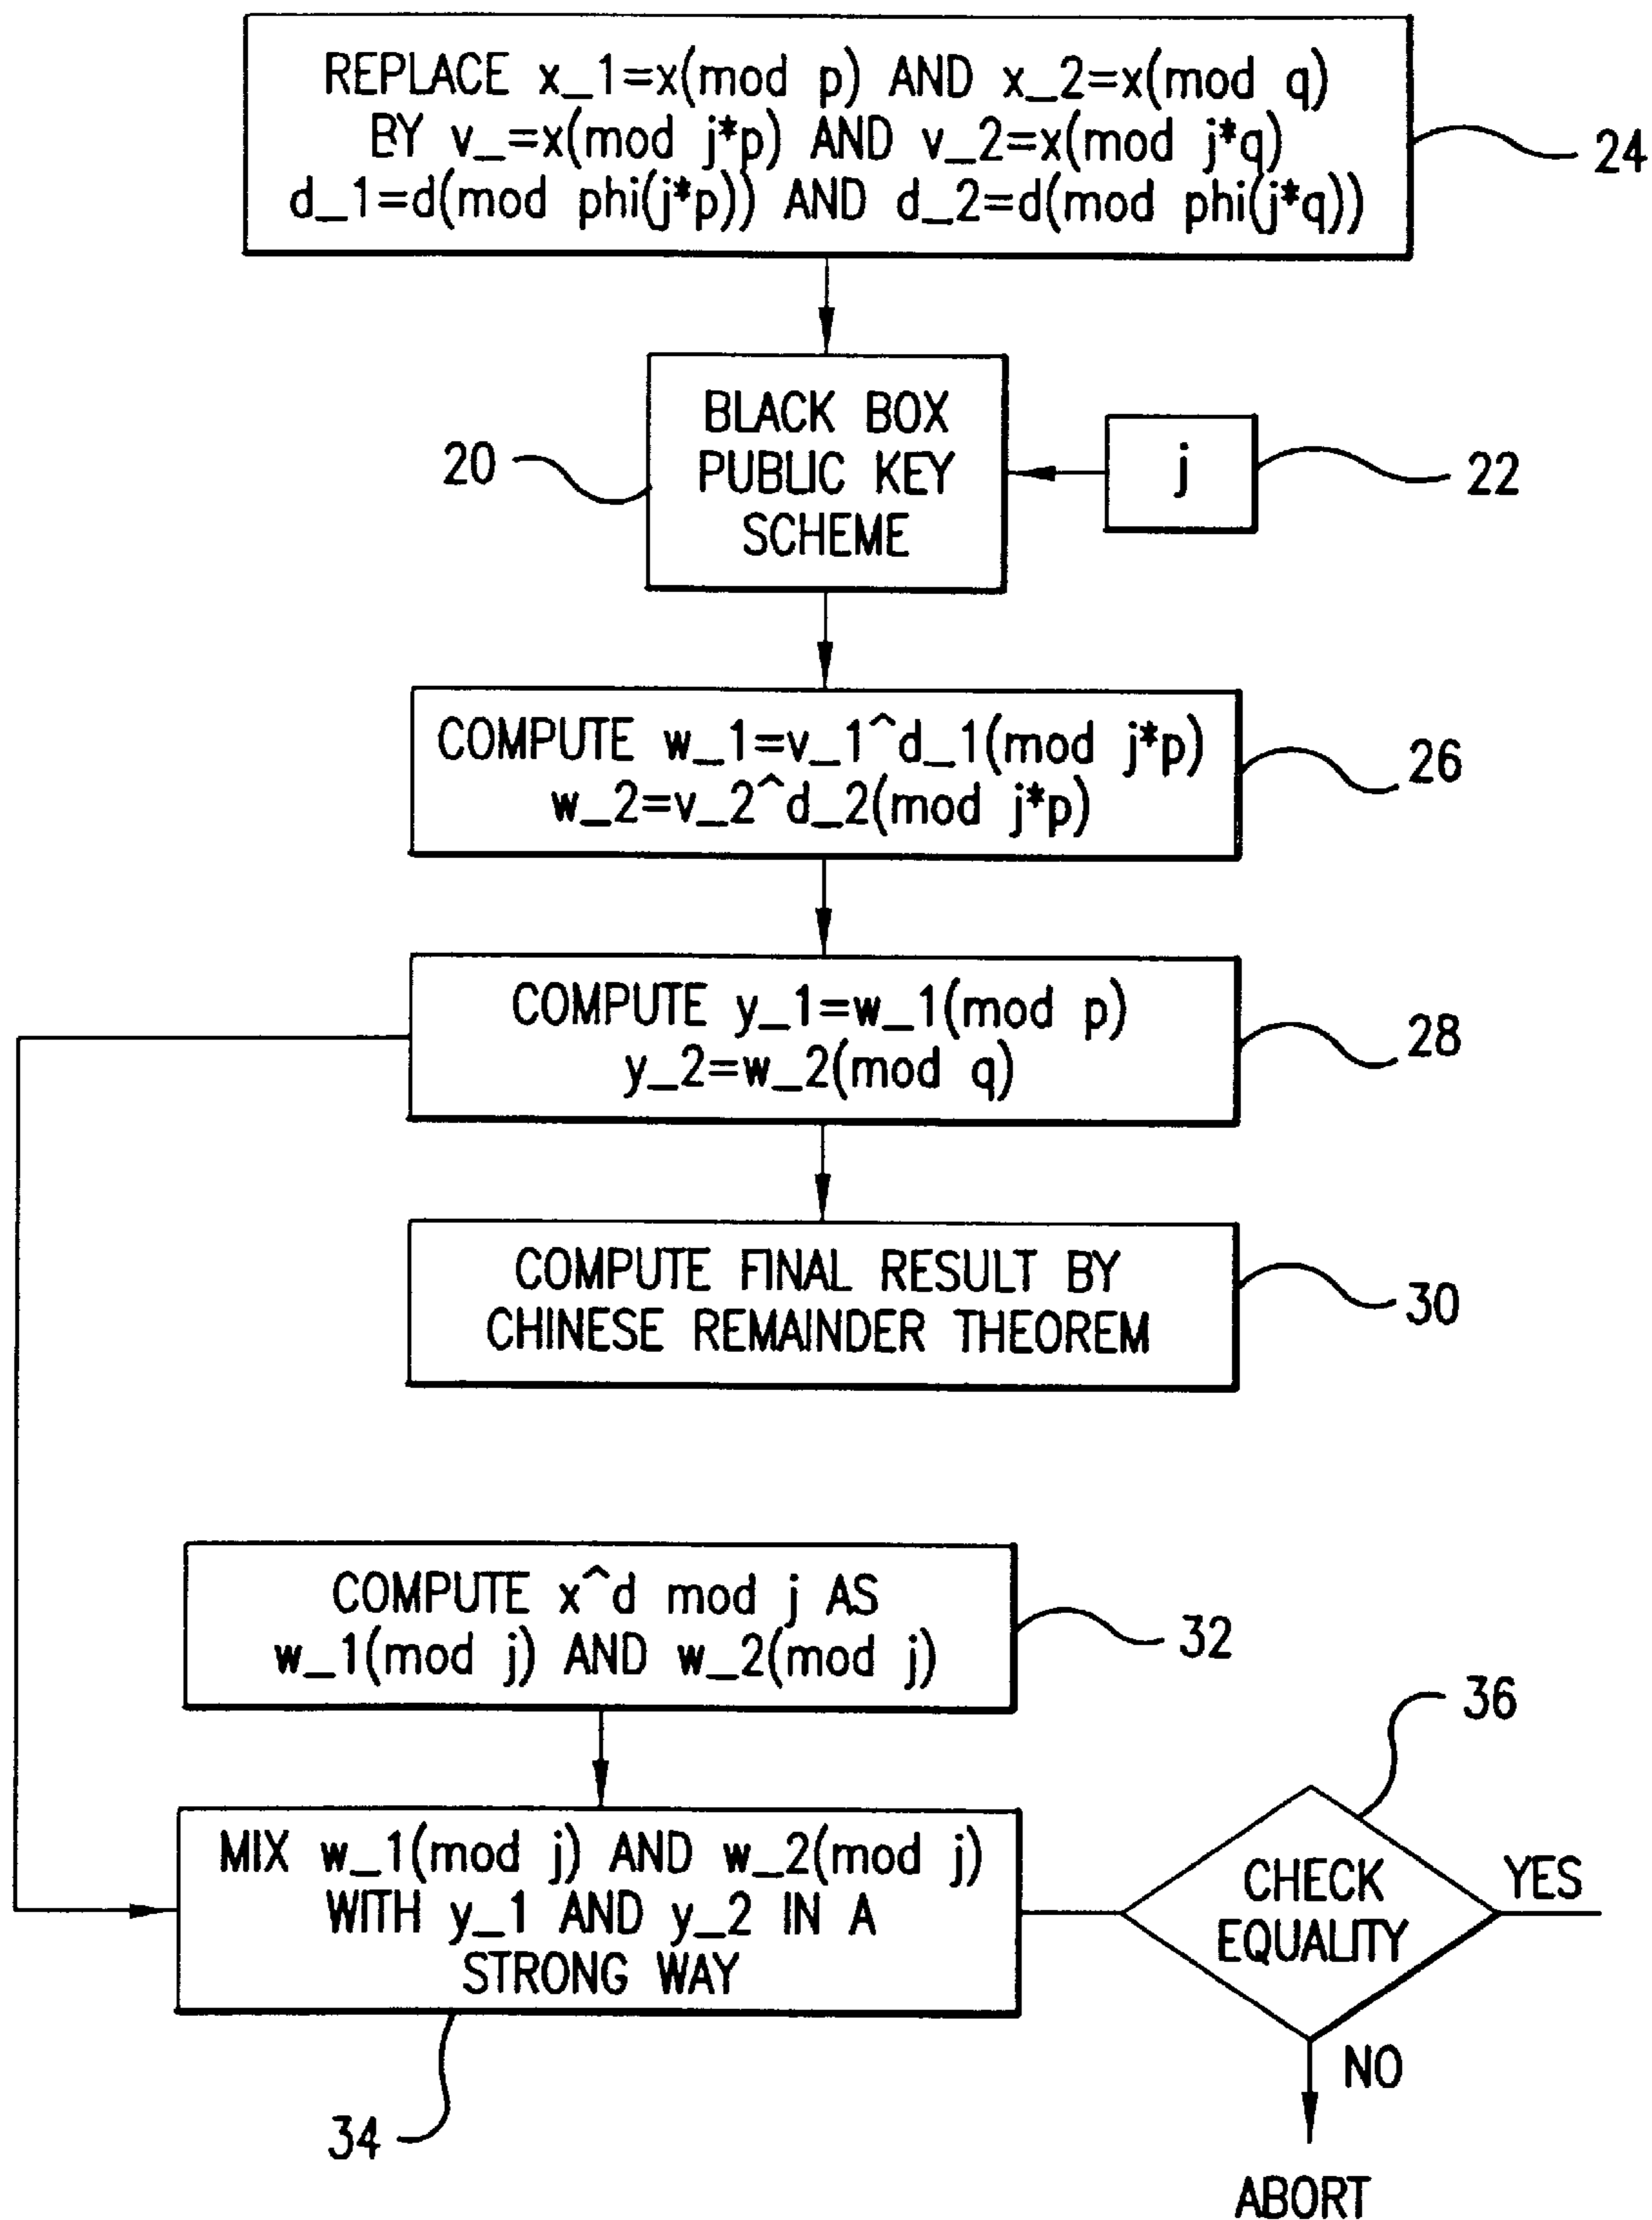 REPLACE x_1=x(mod p) AND x_2=x(mod q)
BY v_=x(mod j*p) AND v_2=x(mod j*q)
d_1=d(mod phi(j*p)) AND d_2=d(mod phi(j*q))
24
BLACK BOX
PUBLIC KEY
SCHEME
20
j
22
COMPUTE w_1=v_1^d_1(mod j*p)
w_2=v_2^d_2(mod j*p)
26
COMPUTE y_1=w_1(mod p)
y_2=w_2(mod q)
28
COMPUTE FINAL RESULT BY
CHINESE REMAINDER THEOREM
30
COMPUTE x^d mod j AS
w_1(mod j) AND w_2(mod j)
32
MIX w_1(mod j) AND w_2(mod j)
WITH y_1 AND y_2 IN A
STRONG WAY
34
36
CHECK
EQUALITY
YES
NO
ABORT